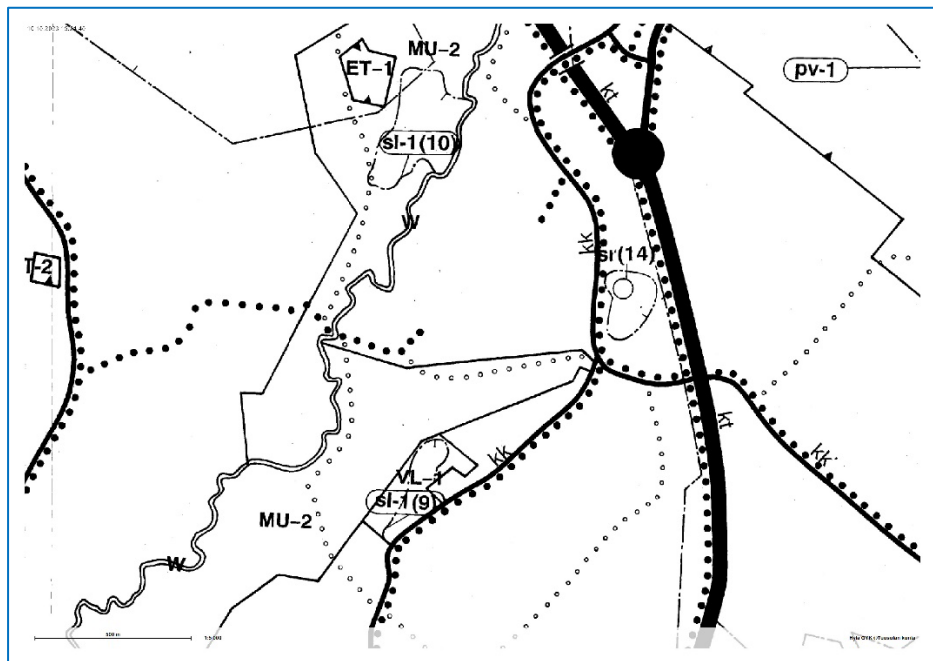 MU-2
ET-1
kt
pv-1
sl-1(10)
W
kk
sr(14)
T-2
kt
kk
kk
VL-1
sl-1(9)
MU-2
W